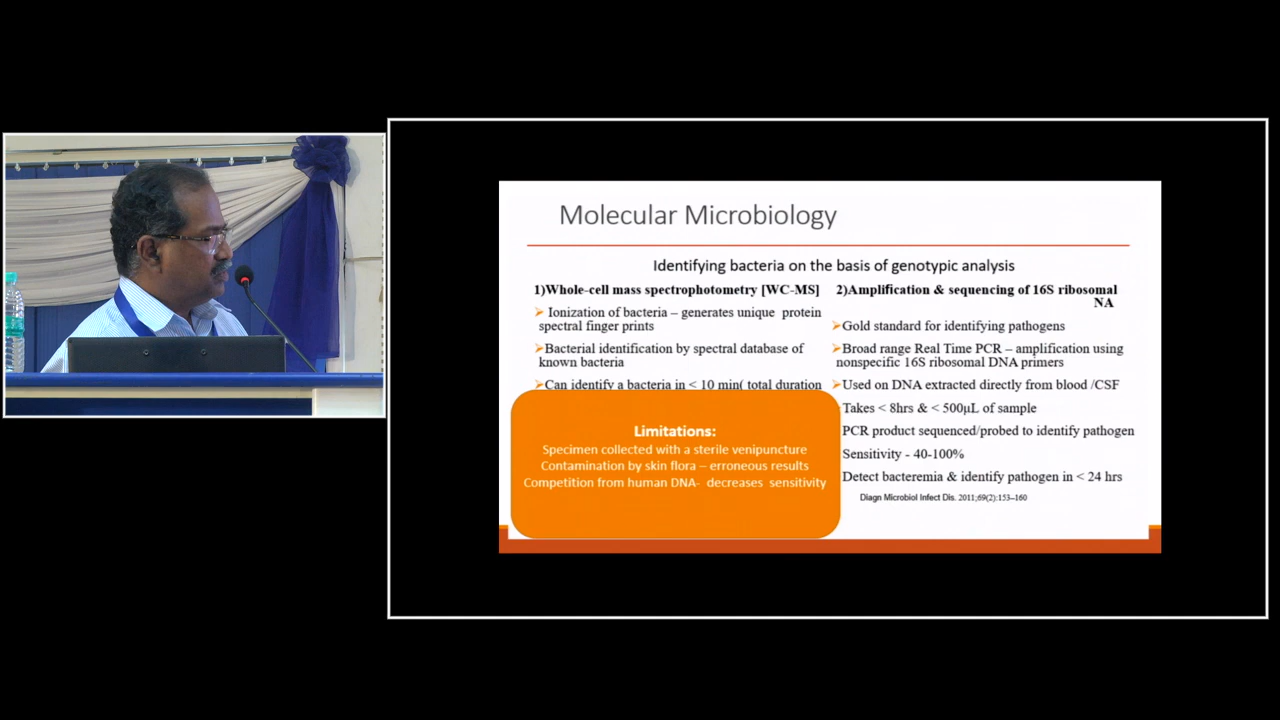 Molecular Microbiology
Identifying bacteria on the basis of genotypic analysis
1)Whole-cell mass spectrophotometry [WC-MS]
Ionization of bacteria – generates unique protein
spectral finger prints
Bacterial identification by spectral database of
known bacteria
Can identify a bacteria in < 10 min( total duration
Limitations:
Specimen collected with a sterile venipuncture
Contamination by skin flora – erroneous results
Competition from human DNA- decreases sensitivity
2)Amplification & sequencing of 16S ribosomal
NA
Gold standard for identifying pathogens
Broad range Real Time PCR – amplification using
nonspecific 16S ribosomal DNA primers
Used on DNA extracted directly from blood /CSF
Takes < 8hrs & < 500µL of sample
PCR product sequenced/probed to identify pathogen
Sensitivity - 40-100%
Detect bacteremia & identify pathogen in < 24 hrs
Diagn Microbiol Infect Dis. 2011;69(2):153–160